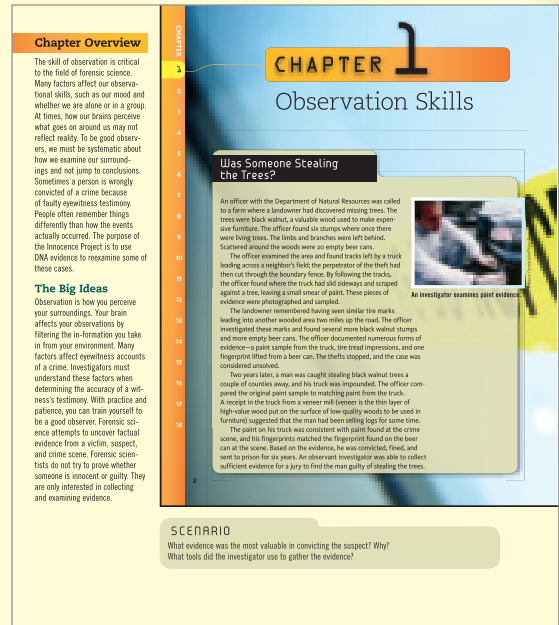 Chapter Overview
The skill of observation is critical
to the field of forensic science.
Many factors affect our observa-
tional skills, such as our mood and
whether we are alone or in a group.
At times, how our brains perceive
what goes on around us may not
reflect reality. To be good observ-
ers, we must be systematic about
how we examine our surround-
ings and not jump to conclusions.
Sometimes a person is wrongly
convicted of a crime because
of faulty eyewitness testimony.
People often remember things
differently than how the events
actually occurred. The purpose of
the Innocence Project is to use
DNA evidence to reexamine some of
these cases.
The Big Ideas
Observation is how you perceive
your surroundings. Your brain
affects your observations by
filtering the in-formation you take
in from your environment. Many
factors affect eyewitness accounts
of a crime. Investigators must
understand these factors when
determining the accuracy of a wit-
ness's testimony. With practice and
patience, you can train yourself to
be a good observer. Forensic sci-
ence attempts to uncover factual
evidence from a victim, suspect,
and crime scene. Forensic scien-
tists do not try to prove whether
someone is innocent or guilty. They
are only interested in collecting
and examining evidence.
CHAPTER
1
2
3
4
5
6
7
8
9
10
11
12
13
14
15
16
17
18
CHAPTER 1
Observation Skills
Was Someone Stealing
the Trees?
An officer with the Department of Natural Resources was called
to a farm where a landowner had discovered missing trees. The
trees were black walnut, a valuable wood used to make expen-
sive furniture. The officer found six stumps where once there
were living trees. The limbs and branches were left behind.
Scattered around the woods were 20 empty beer cans.
The officer examined the area and found tracks left by a truck
leading across a neighbor's field; the perpetrator of the theft had
then cut through the boundary fence. By following the tracks,
the officer found where the truck had slid sideways and scraped
against a tree, leaving a small smear of paint. These pieces of
evidence were photographed and sampled.
The landowner remembered having seen similar tire marks
leading into another wooded area two miles up the road. The officer
investigated these marks and found several more black walnut stumps
and more empty beer cans. The officer documented numerous forms of
evidence—a paint sample from the truck, tire tread impressions, and one
fingerprint lifted from a beer can. The thefts stopped, and the case was
considered unsolved.
Two years later, a man was caught stealing black walnut trees a
couple of counties away, and his truck was impounded. The officer com-
pared the original paint sample to matching paint from the truck.
A receipt in the truck from a veneer mill (veneer is the thin layer of
high-value wood put on the surface of low-quality woods to be used in
furniture) suggested that the man had been selling logs for some time.
The paint on his truck was consistent with paint found at the crime
scene, and his fingerprints matched the fingerprint found on the beer
can at the scene. Based on the evidence, he was convicted, fined, and
sent to prison for six years. An observant investigator was able to collect
sufficient evidence for a jury to find the man guilty of stealing the trees.
An investigator examines paint evidence.
2
SCENARIO
What evidence was the most valuable in convicting the suspect? Why?
What tools did the investigator use to gather the evidence?